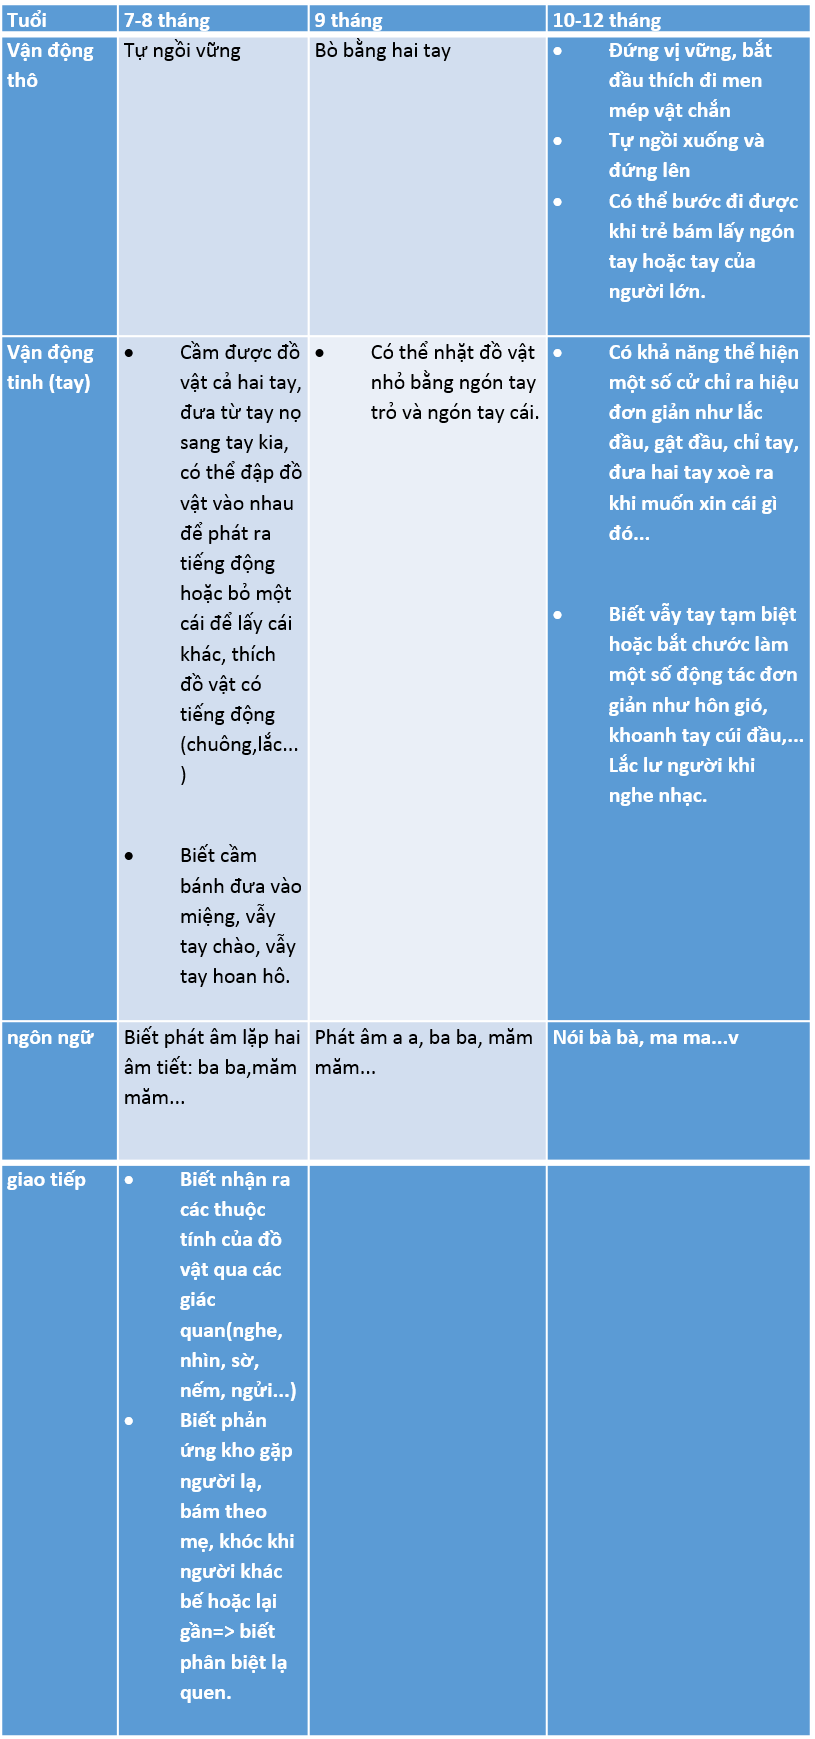 Tuổi
7-8 tháng
9 tháng
10-12 tháng
Vận động
thô
Tự ngồi vững
Bò bằng hai tay
• Đứng vị vững, bắt
đầu thích đi men
mép vật chắn
• Tự ngồi xuống và
đứng lên
• Có thể bước đi được
khi trẻ bám lấy ngón
tay hoặc tay của
người lớn.
Vận động
tinh (tay)
• Cầm được đồ
vật cả hai tay,
đưa từ tay nọ
sang tay kia,
có thể đập đồ
vật vào nhau
để phát ra
tiếng động
hoặc bỏ một
cái để lấy cái
khác, thích
đồ vật có
tiếng động
(chuông,lắc...
)
• Biết cầm
bánh đưa vào
miệng, vẫy
tay chào, vẫy
tay hoan hô.
• Có thể nhặt đồ vật
nhỏ bằng ngón tay
trỏ và ngón tay cái.
• Có khả năng thể hiện
một số cử chỉ ra hiệu
đơn giản như lắc
đầu, gật đầu, chỉ tay,
đưa hai tay xoè ra
khi muốn xin cái gì
đó...
• Biết vẫy tay tạm biệt
hoặc bắt chước làm
một số động tác đơn
giản như hôn gió,
khoanh tay cúi đầu,...
Lắc lư người khi
nghe nhạc.
ngôn ngữ
Biết phát âm lặp hai
âm tiết: ba ba,măm
măm...
Phát âm a a, ba ba, măm
măm...
Nói bà bà, ma ma...v
giao tiếp
• Biết nhận ra
các thuộc
tính của đồ
vật qua các
giác
quan(nghe,
nhìn, sờ,
nếm, ngửi...)
• Biết phản
ứng kho gặp
người lạ,
bám theo
mẹ, khóc khi
người khác
bế hoặc lại
gần=> biết
phân biệt lạ
quen.